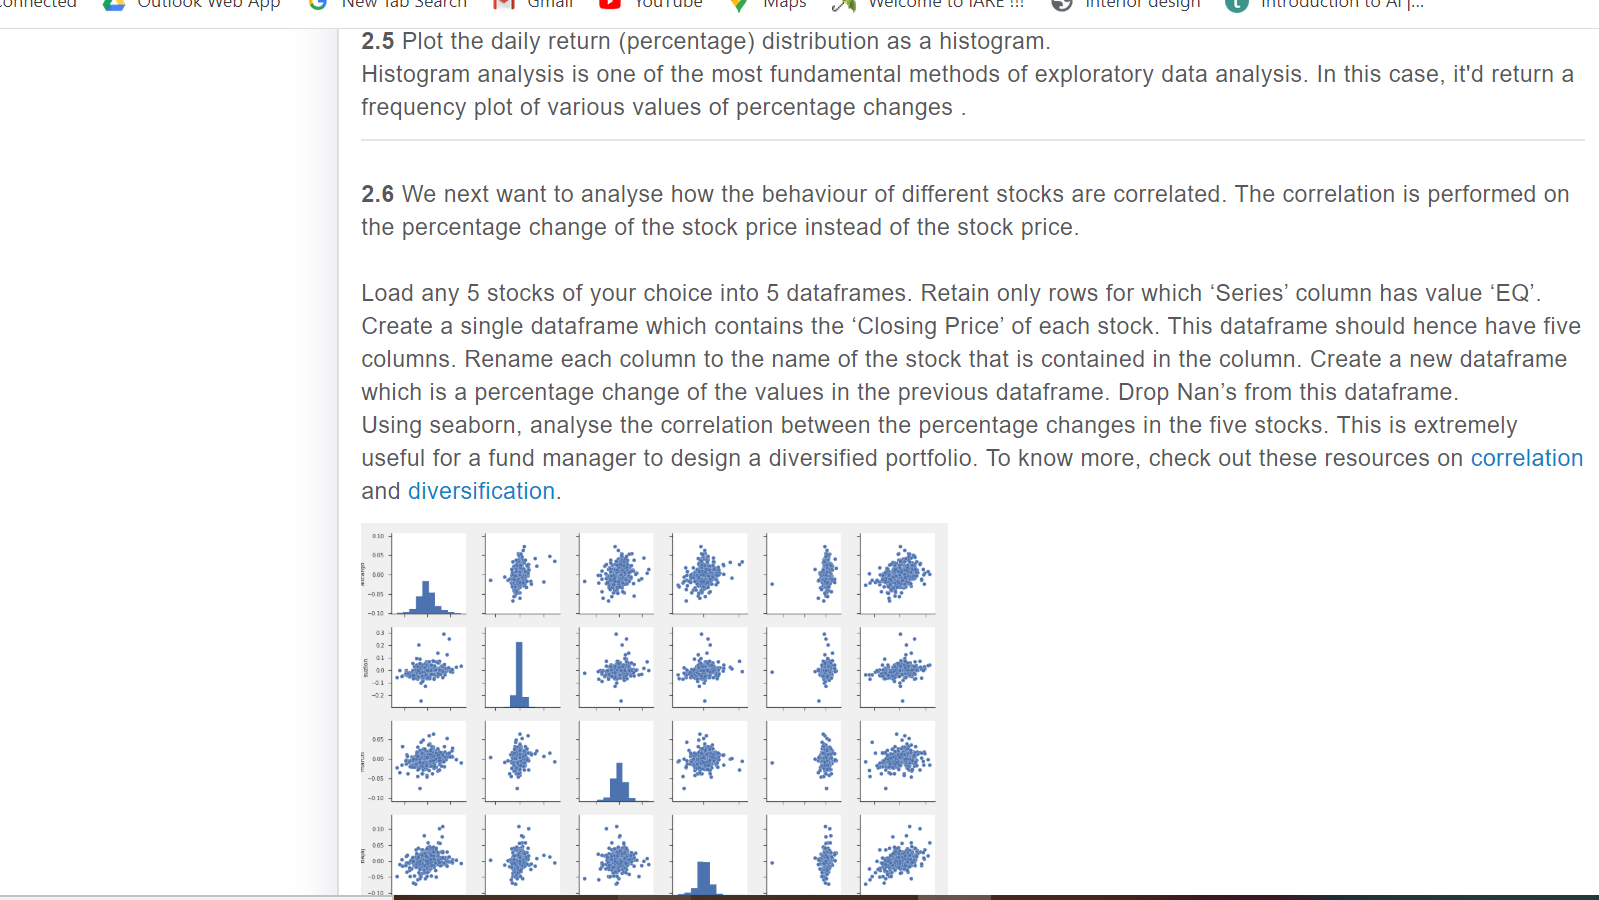 onnected Outlook Web App New Tab Search Gmail YouTube Maps Welcome to IARE !!! Interior design Introduction to AI |...
2.5 Plot the daily return (percentage) distribution as a histogram.
Histogram analysis is one of the most fundamental methods of exploratory data analysis. In this case, it'd return a
frequency plot of various values of percentage changes .
2.6 We next want to analyse how the behaviour of different stocks are correlated. The correlation is performed on
the percentage change of the stock price instead of the stock price.
Load any 5 stocks of your choice into 5 dataframes. Retain only rows for which ‘Series’ column has value ‘EQ’.
Create a single dataframe which contains the ‘Closing Price’ of each stock. This dataframe should hence have five
columns. Rename each column to the name of the stock that is contained in the column. Create a new dataframe
which is a percentage change of the values in the previous dataframe. Drop Nan’s from this dataframe.
Using seaborn, analyse the correlation between the percentage changes in the five stocks. This is extremely
useful for a fund manager to design a diversified portfolio. To know more, check out these resources on correlation
and diversification.
0.10
0.05
0.00
−0.05
−0.10
0.3
0.2
0.1
0.0
−0.1
−0.2
suzlon
0.05
0.00
−0.05
−0.10
0.10
0.05
0.00
−0.05
−0.10